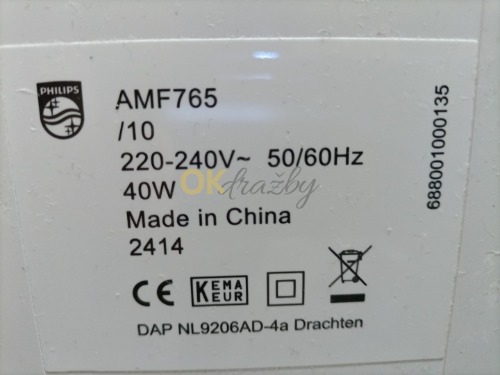 PHILIPS
AMF765
/10
220-240V~ 50/60Hz
40W
OKdražby
Made in China
2414
CE KEMA KEUR
DAP NL9206AD-4a Drachten
688001000135